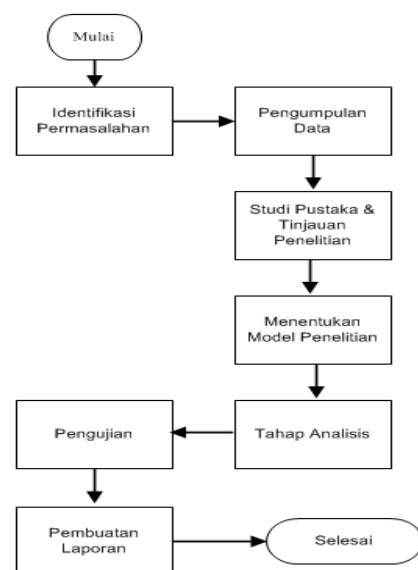 Mulai
Identifikasi
Permasalahan
Pengumpulan
Data
Studi Pustaka &
Tinjauan
Penelitian
Menentukan
Model Penelitian
Tahap Analisis
Pengujian
Pembuatan
Laporan
Selesai